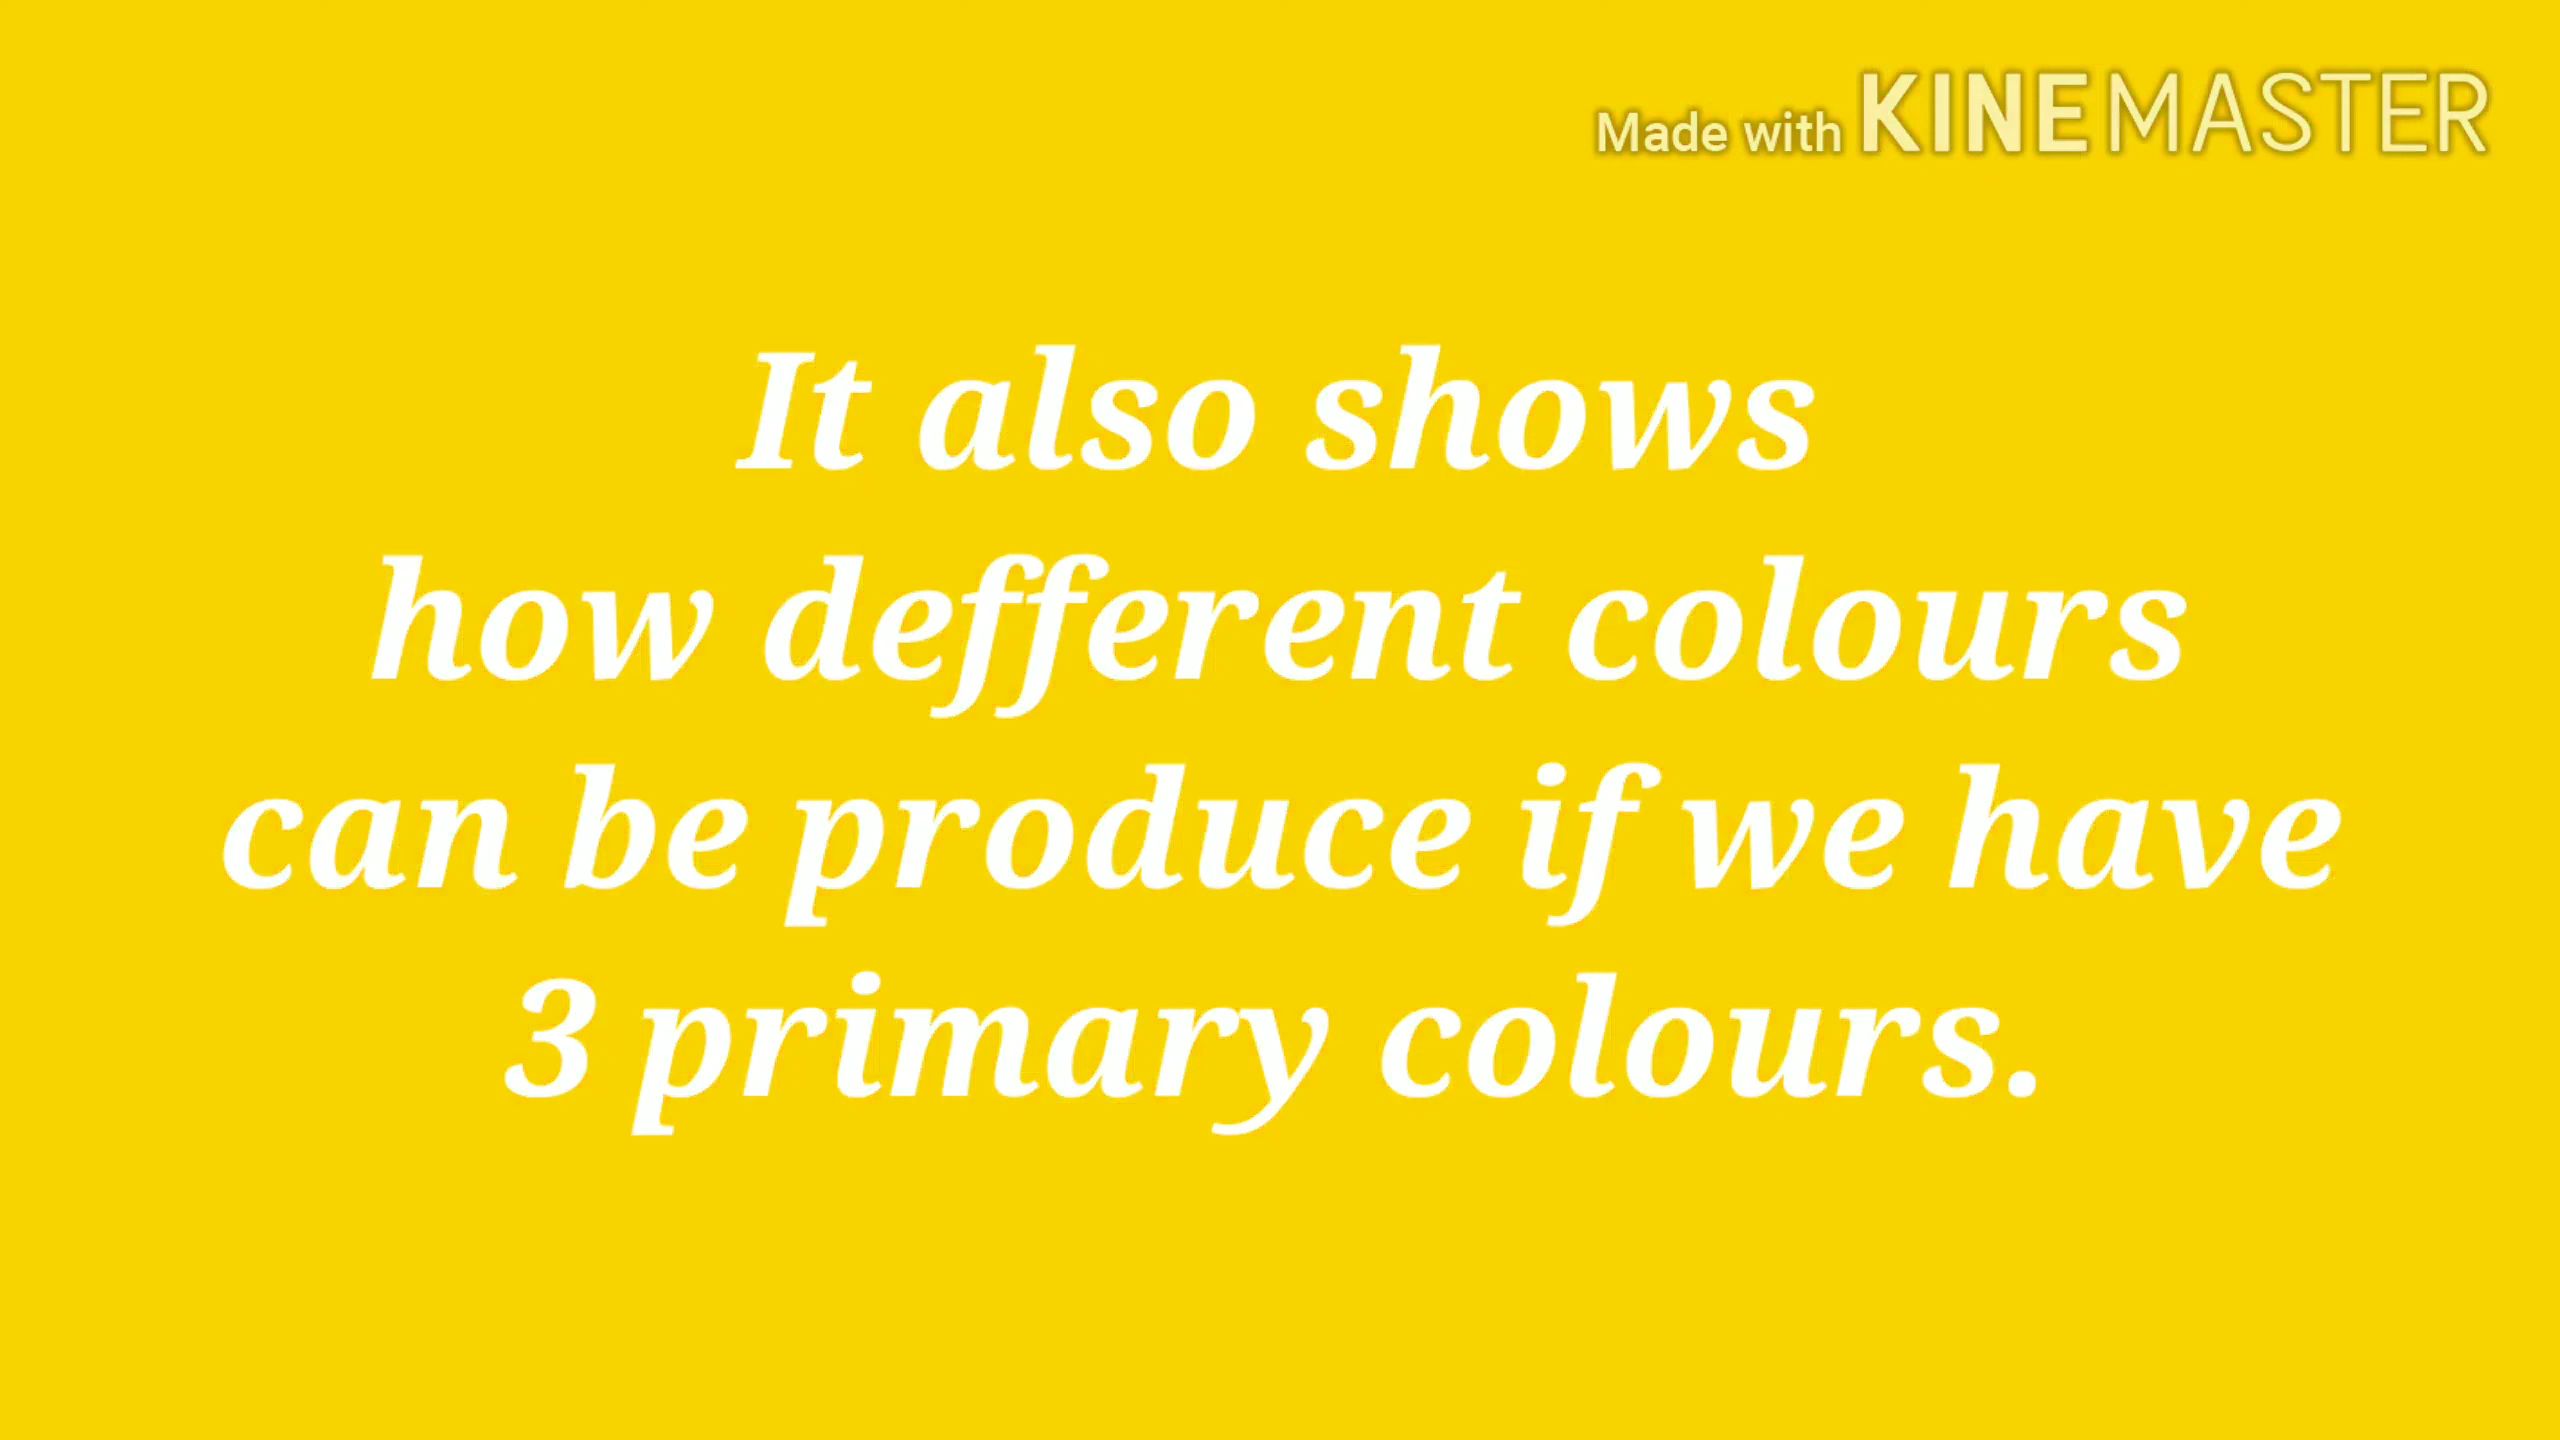 Made with KINEMASTER
It also shows
how defferent colours
can be produce if we have
3 primary colours.